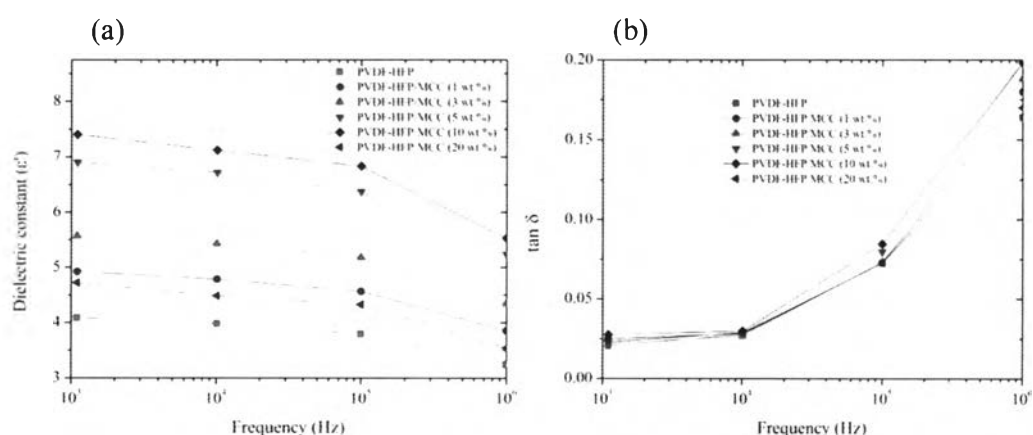 (a)
(b)
8
7
6
5
4
3
Dielectric constant (ε')
Frequency (Hz)
PVDF-HFP
PVDF-HFP MCC (1 wt %)
PVDF-HFP MCC (3 wt %)
PVDF-HFP MCC (5 wt %)
PVDF-HFP MCC (10 wt %)
PVDF-HFP MCC (20 wt %)
0.20
0.15
0.10
0.05
0.00
tan δ
Frequency (Hz)
PVDF-HFP
PVDF-HFP MCC (1 wt %)
PVDF-HFP MCC (3 wt %)
PVDF-HFP MCC (5 wt %)
PVDF-HFP MCC (10 wt %)
PVDF-HFP MCC (20 wt %)